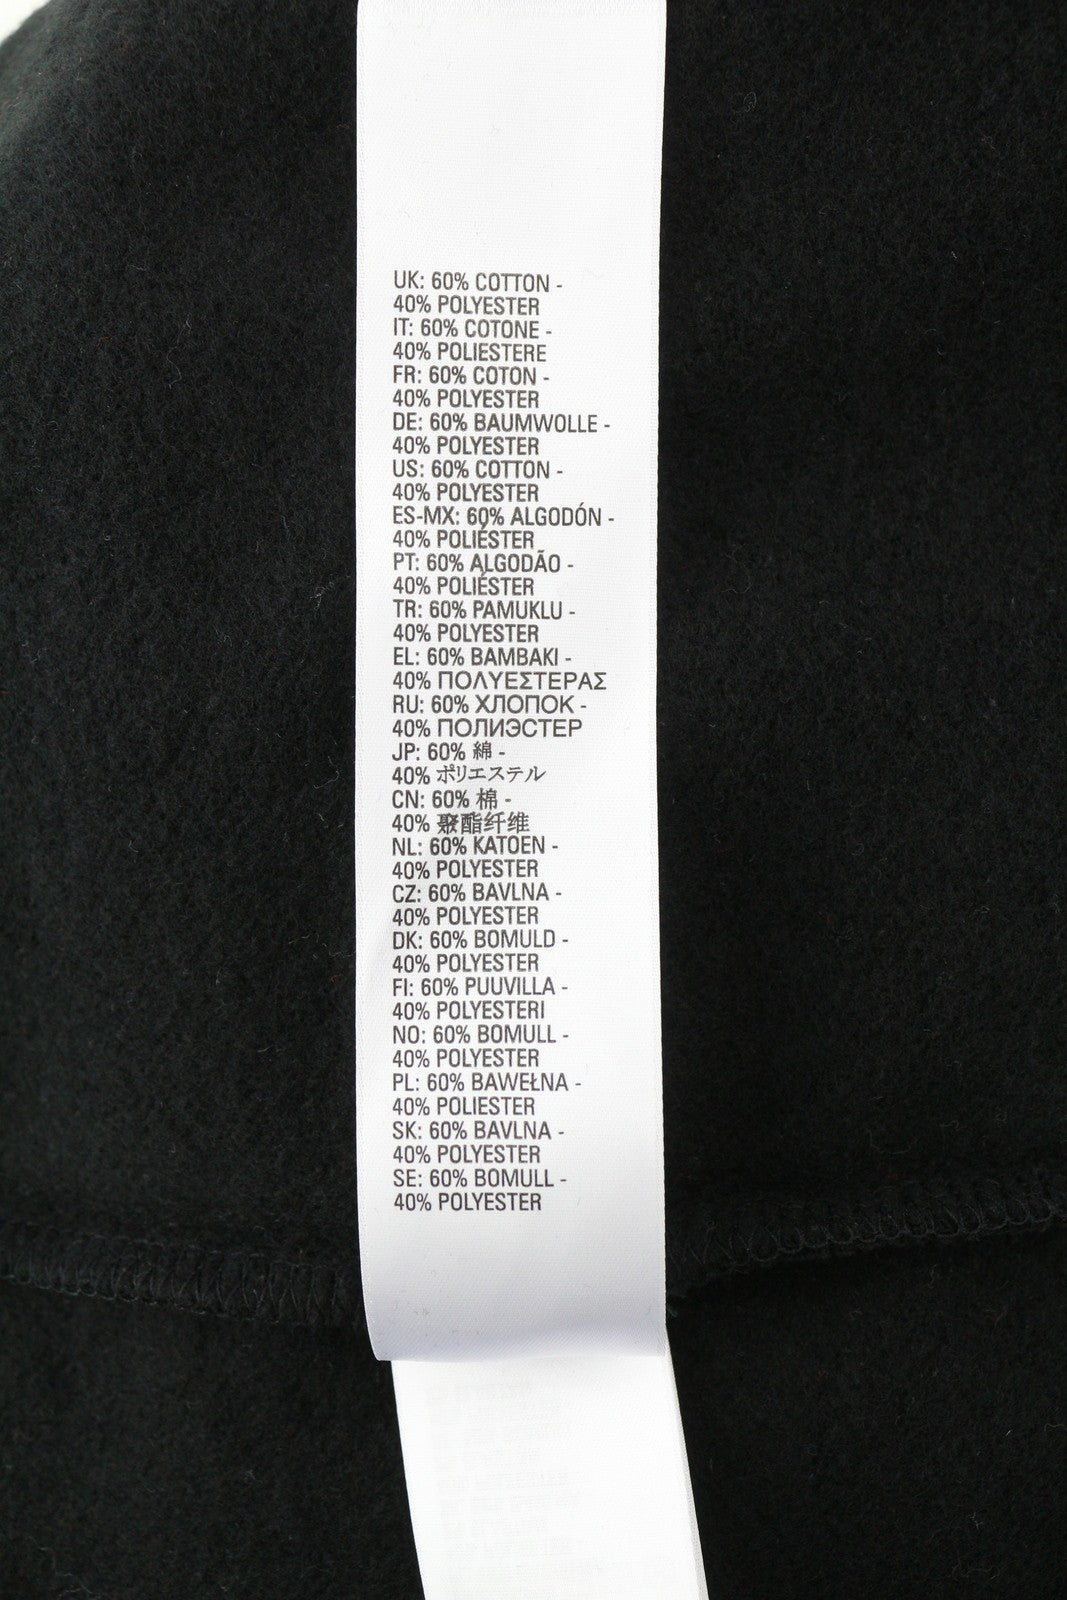 UK: 60% COTTON -
40% POLYESTER
IT: 60% COTONE -
40% POLIESTERE
FR: 60% COTON -
40% POLYESTER
DE: 60% BAUMWOLLE -
40% POLYESTER
US: 60% COTTON -
40% POLYESTER
ES-MX: 60% ALGODÓN -
40% POLIÉSTER
PT: 60% ALGODÃO -
40% POLIÉSTER
TR: 60% PAMUKLU -
40% POLYESTER
EL: 60% ΒΑΜΒΑΚΙ -
40% ΠΟΛΥΕΣΤΕΡΑΣ
RU: 60% ХЛОПОК -
40% ПОЛИЭСТЕР
JP: 60% 綿 -
40% ポリエステル
CN: 60% 棉 -
40% 聚酯纤维
NL: 60% KATOEN -
40% POLYESTER
CZ: 60% BAVLNA -
40% POLYESTER
DK: 60% BOMULD -
40% POLYESTER
FI: 60% PUUVILLA -
40% POLYESTERI
NO: 60% BOMULL -
40% POLYESTER
PL: 60% BAWEŁNA -
40% POLIESTER
SK: 60% BAVLNA -
40% POLYESTER
SE: 60% BOMULL -
40% POLYESTER